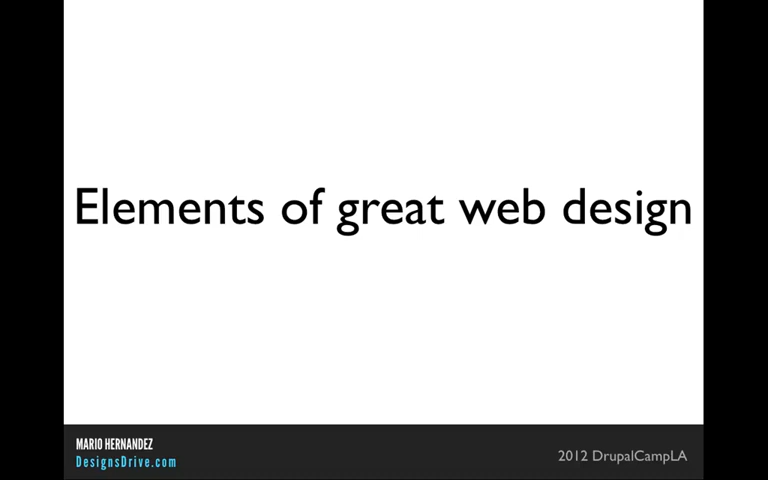 Elements of great web design
MARIO HERNANDEZ
DesignsDrive.com
2012 DrupalCampLA